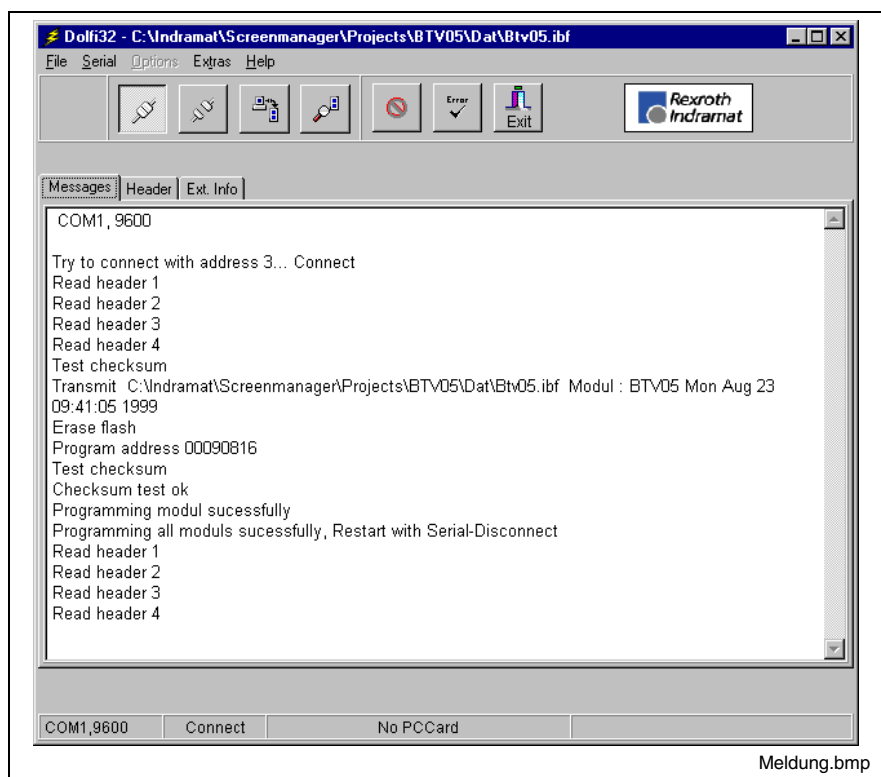 Dolfi32 - C:\Indramat\Screenmanager\Projects\BTV05\Dat\Btv05.ibf
File Serial Options Extras Help
Error
Exit
Rexroth
Indramat
Messages Header Ext. Info
COM1, 9600
Try to connect with address 3... Connect
Read header 1
Read header 2
Read header 3
Read header 4
Test checksum
Transmit C:\Indramat\Screenmanager\Projects\BTV05\Dat\Btv05.ibf Modul : BTV05 Mon Aug 23
09:41:05 1999
Erase flash
Program address 00090816
Test checksum
Checksum test ok
Programming modul sucessfully
Programming all moduls sucessfully, Restart with Serial-Disconnect
Read header 1
Read header 2
Read header 3
Read header 4
COM1,9600 Connect No PCCard
Meldung.bmp